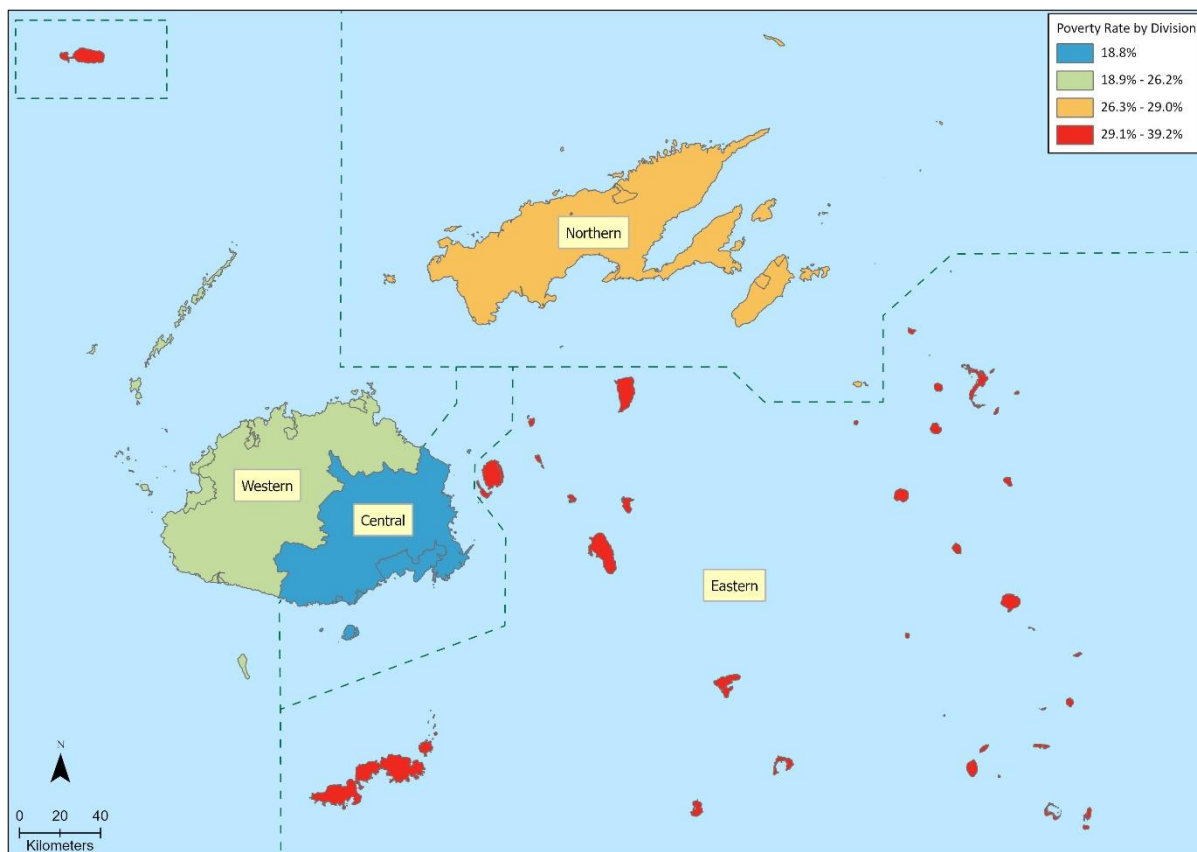 Poverty Rate by Division
18.8%
18.9% - 26.2%
26.3% - 29.0%
29.1% - 39.2%
Northern
Western
Central
Eastern
N
0 20 40
Kilometers